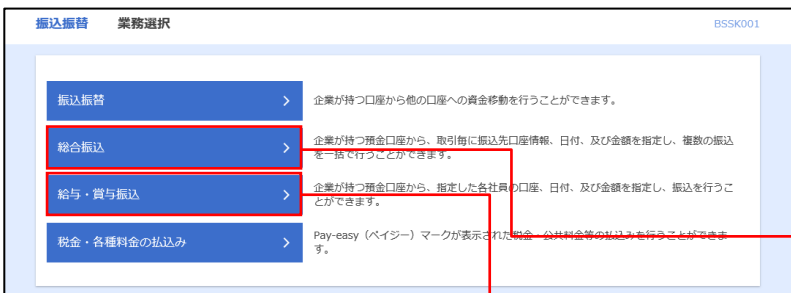 振込振替 業務選択 BSSK001
振込振替 企業が持つ口座から他の口座への資金移動を行うことができます。
総合振込 企業が持つ預金口座から、取引毎に振込先口座情報、日付、及び金額を指定し、複数の振込
を一括で行うことができます。
給与・賞与振込 企業が持つ預金口座から、指定した各社員の口座、日付、及び金額を指定し、振込を行うこ
とができます。
税金・各種料金の払込み Pay-easy（ペイジー）マークが表示された税金・公共料金等の払込みを行うことができま
す。